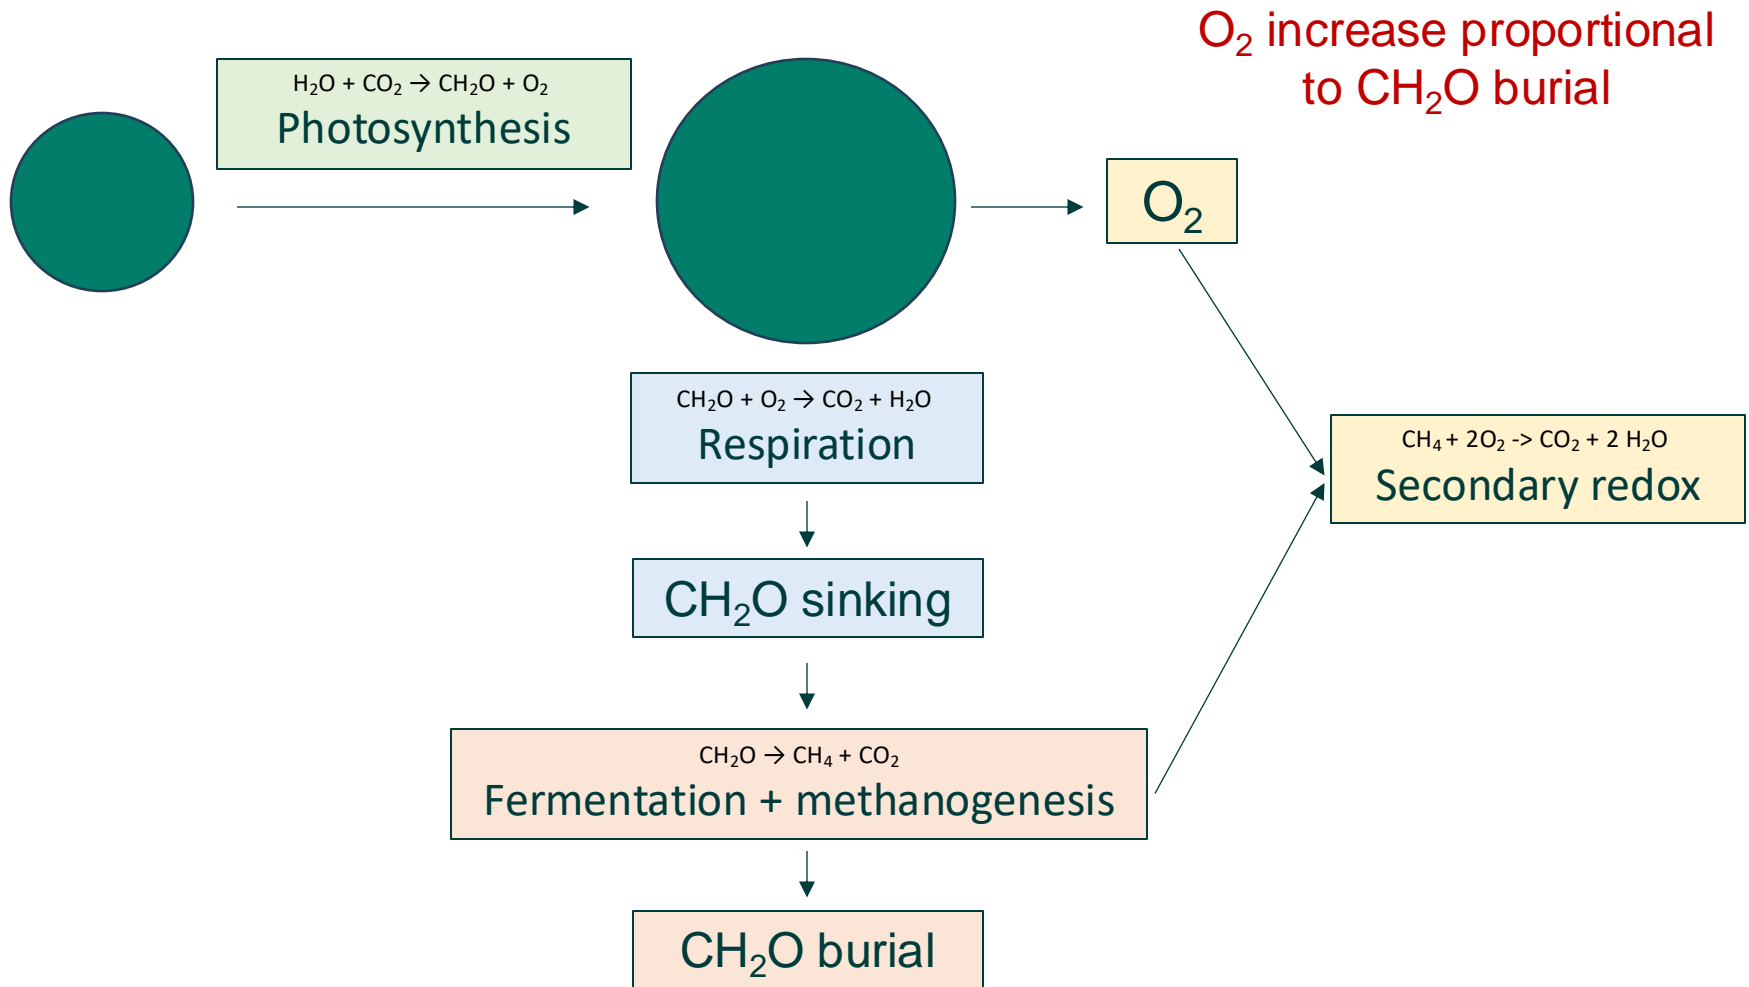 O₂ increase proportional
to CH₂O burial
H₂O + CO₂ → CH₂O + O₂
Photosynthesis
O₂
CH₂O + O₂ → CO₂ + H₂O
Respiration
CH₄ + 2O₂ -> CO₂ + 2 H₂O
Secondary redox
CH₂O sinking
CH₂O → CH₄ + CO₂
Fermentation + methanogenesis
CH₂O burial